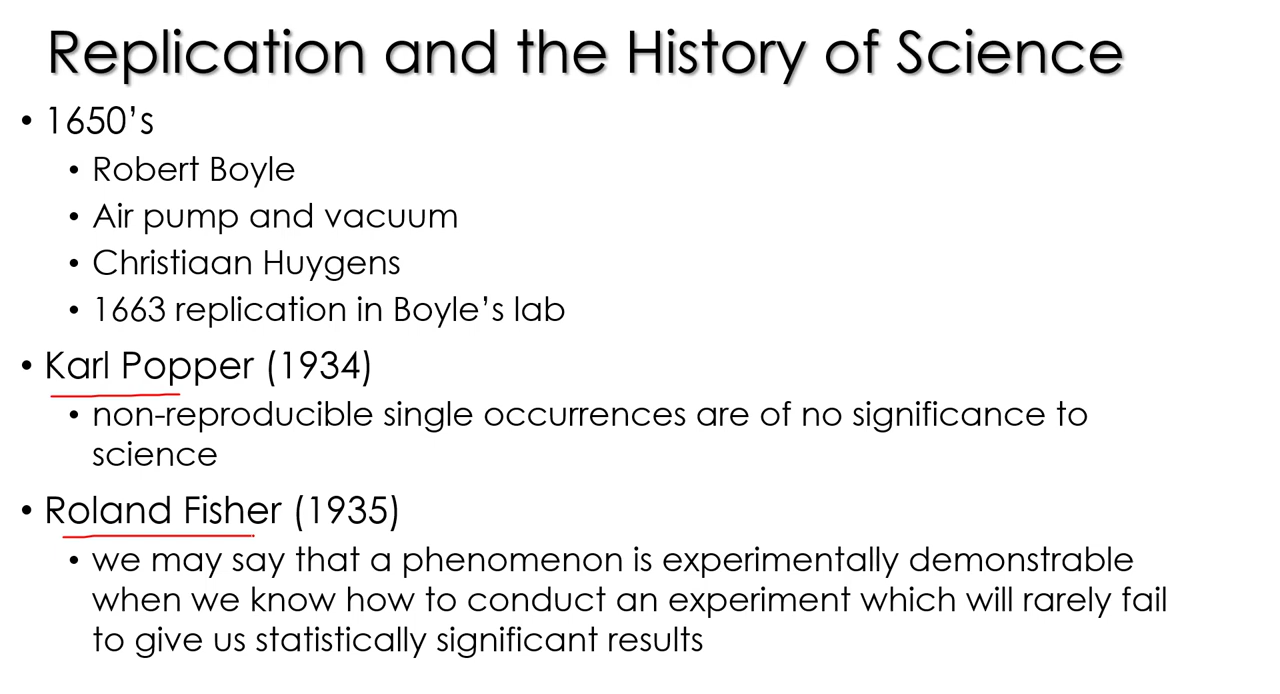 Replication and the History of Science
• 1650's
• Robert Boyle
• Air pump and vacuum
• Christiaan Huygens
• 1663 replication in Boyle's lab
• Karl Popper (1934)
• non-reproducible single occurrences are of no significance to
science
• Roland Fisher (1935)
• we may say that a phenomenon is experimentally demonstrable
when we know how to conduct an experiment which will rarely fail
to give us statistically significant results